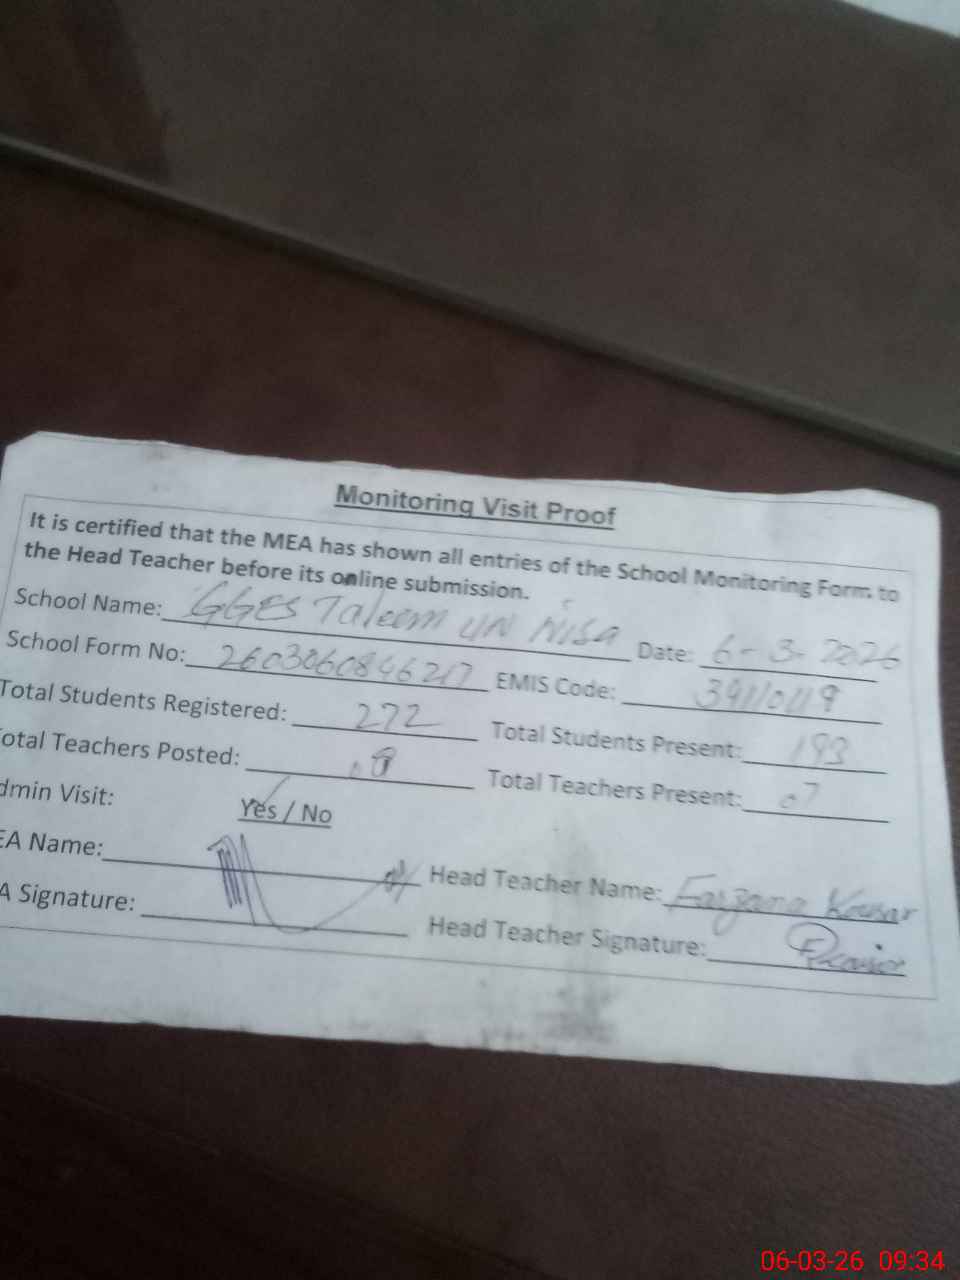 Monitoring Visit Proof
It is certified that the MEA has shown all entries of the School Monitoring Form to
the Head Teacher before its online submission.
School Name: GGES Taleem UN Nisa Date: 6-3-2026
School Form No: 2603060846217 EMIS Code: 39110119
Total Students Registered: 272 Total Students Present: 193
otal Teachers Posted: 08 Total Teachers Present: 07
dmin Visit: Yes / No
EA Name: Head Teacher Name: Farzana Kousar
A Signature: Head Teacher Signature:
06-03-26 09:34